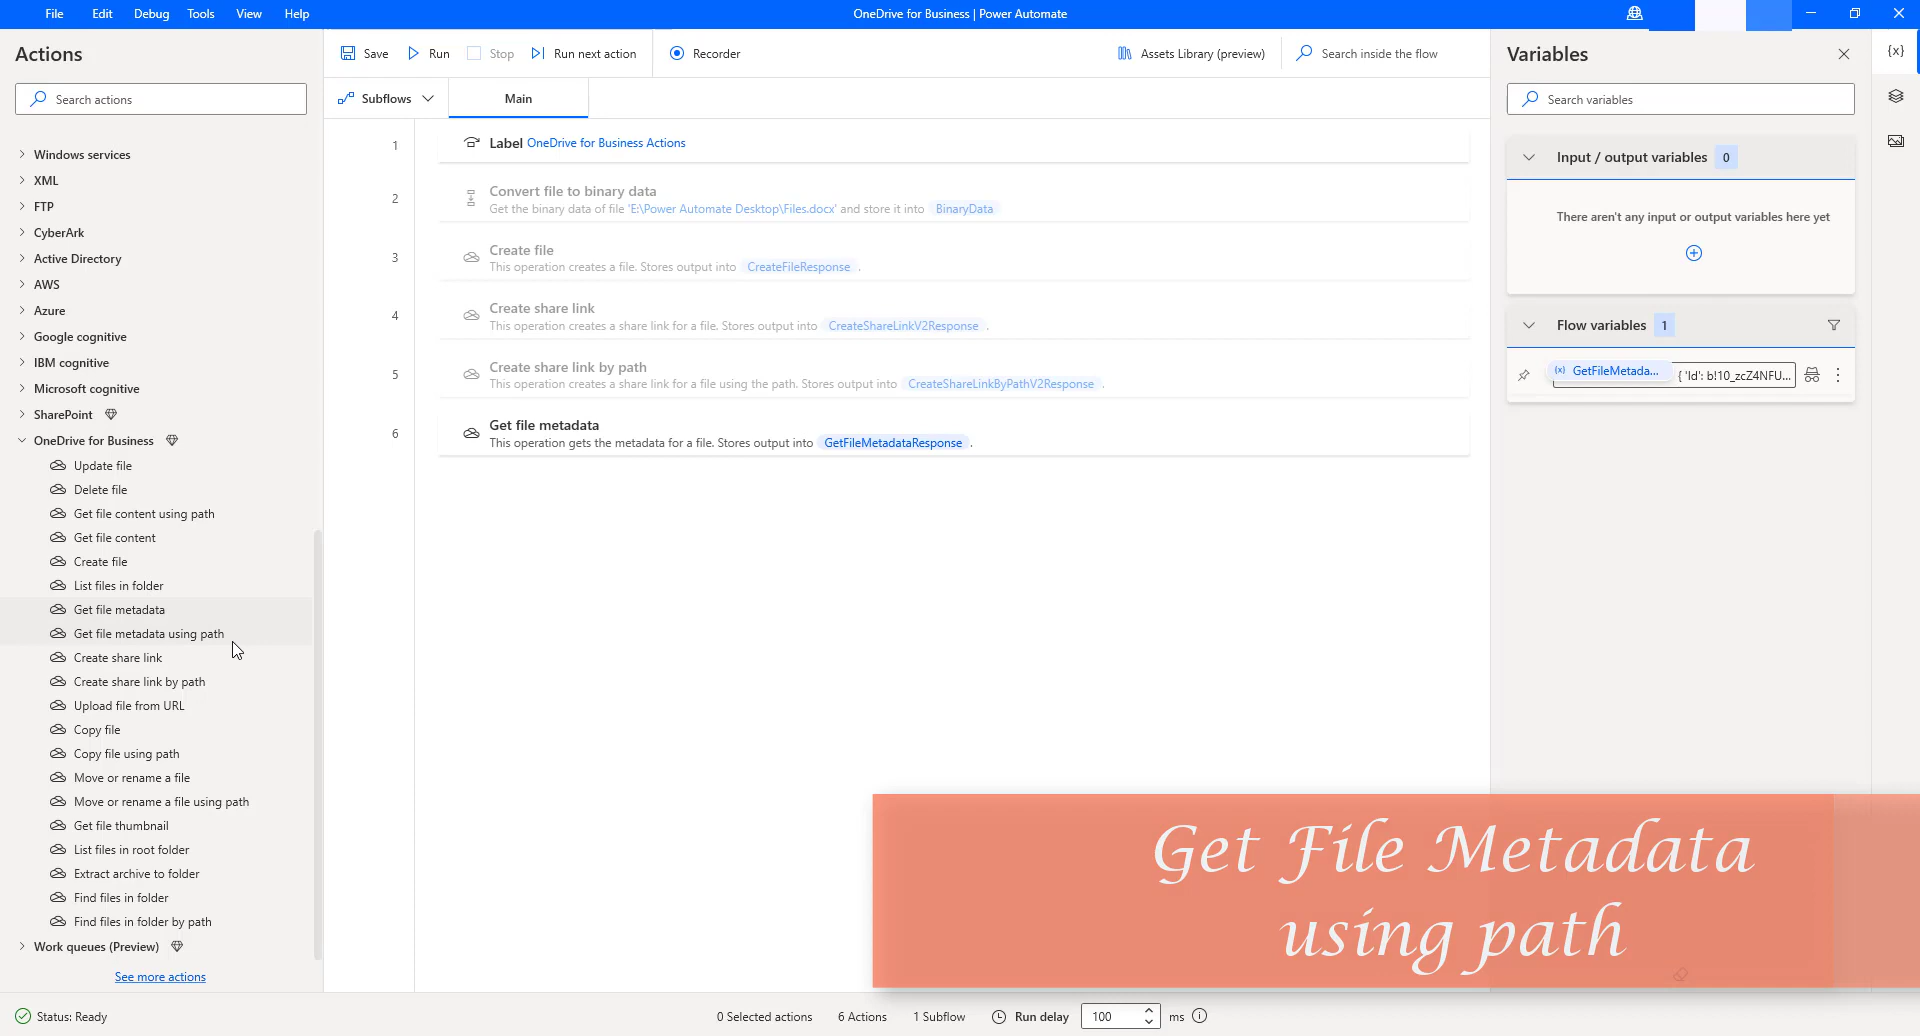 File Edit Debug Tools View Help
OneDrive for Business | Power Automate
Actions
Search actions
Windows services
XML
FTP
CyberArk
Active Directory
AWS
Azure
Google cognitive
IBM cognitive
Microsoft cognitive
SharePoint
OneDrive for Business
Update file
Delete file
Get file content using path
Get file content
Create file
List files in folder
Get file metadata
Get file metadata using path
Create share link
Create share link by path
Upload file from URL
Copy file
Copy file using path
Move or rename a file
Move or rename a file using path
Get file thumbnail
List files in root folder
Extract archive to folder
Find files in folder
Find files in folder by path
Work queues (Preview)
See more actions
Save Run Stop Run next action Recorder
Assets Library (preview) Search inside the flow
Subflows Main
1 Label OneDrive for Business Actions
2 Convert file to binary data
Get the binary data of file 'E:\Power Automate Desktop\Files.docx' and store it into BinaryData
3 Create file
This operation creates a file. Stores output into CreateFileResponse .
4 Create share link
This operation creates a share link for a file. Stores output into CreateShareLinkV2Response .
5 Create share link by path
This operation creates a share link for a file using the path. Stores output into CreateShareLinkByPathV2Response .
6 Get file metadata
This operation gets the metadata for a file. Stores output into GetFileMetadataResponse .
Variables
{x}
Search variables
Input / output variables 0
There aren't any input or output variables here yet
Flow variables 1
(x) GetFileMetada... { 'Id': b!10_zcZ4NFU...
Get File Metadata
using path
Status: Ready
0 Selected actions 6 Actions 1 Subflow Run delay 100 ms